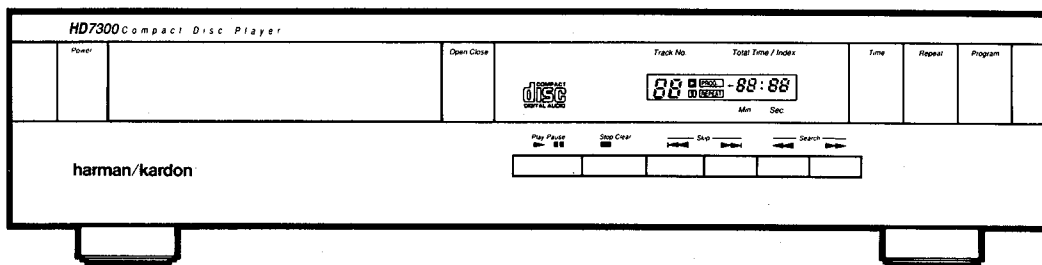 HD7300 Compact Disc Player
Power
Open Close
Track No. Total Time / Index
Time
Repeat
Program
COMPACT
disc
DIGITAL AUDIO
88 PROG. -88:88
REPEAT
Min Sec
Play Pause
Stop Clear
Skip
Search
harman/kardon